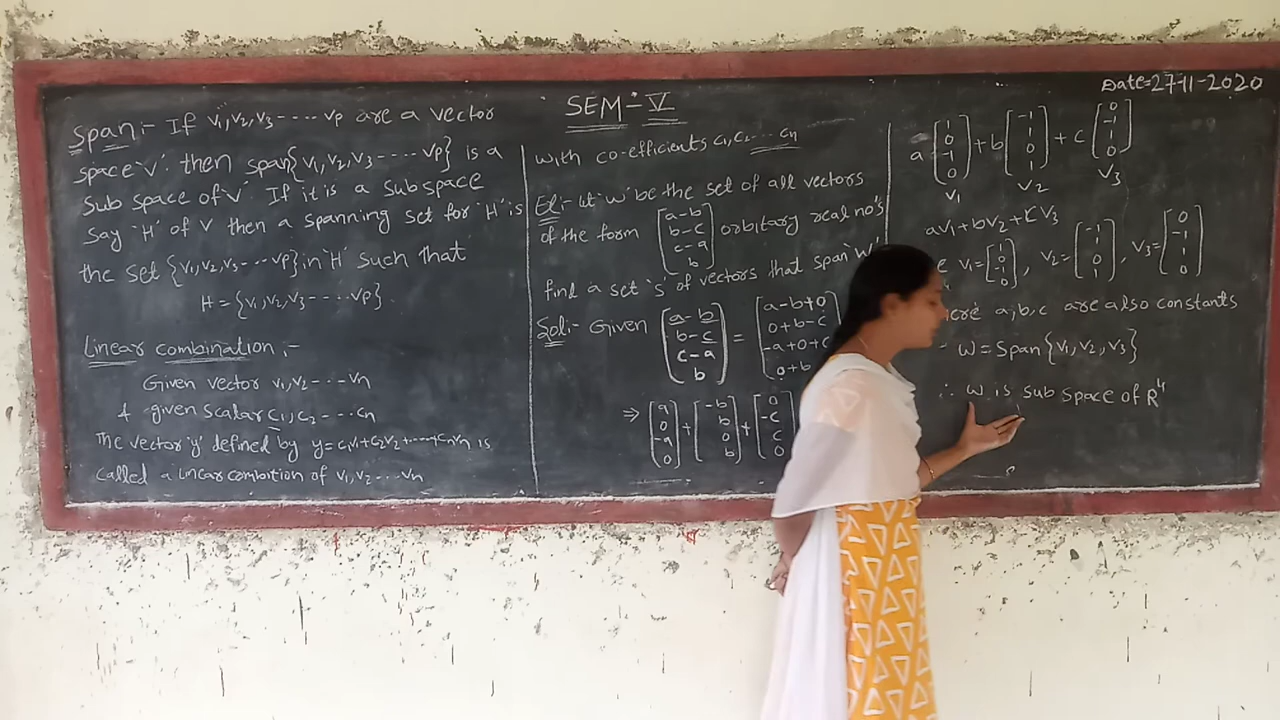 Date=27-11-2020
SEM-V
Span:- If v₁,v₂,v₃-----vp are a vector
space 'v' then span{v₁,v₂,v₃-----vp} is a
sub space of 'v' If it is a subspace
say 'H' of V then a spanning set for 'H' is
the set {v₁,v₂,v₃-----vp} in 'H' such that
H = {v₁,v₂,v₃-----vp}.
Linear combination:-
Given vector v₁,v₂---vn
& given scalar c₁,c₂----cn
The vector 'y' defined by y=c₁v₁+c₂v₂+-----+cnvn is
called a linear combition of v₁,v₂---vn
with co-efficients c₁,c₂---cn
Ex:- let 'w' be the set of all vectors
of the form [a-b b-c c-a b] orbitary real no's
find a set 's' of vectors that span 'w'
Sol:- Given (a-b b-c c-a b) = [a-b+0 0+b-c -a+0+c 0+b
⇒ [a 0 -a 0] + [-b b 0 b] + [0 -c c 0
a [1 0 -1 0] + b [-1 1 0 1] + c [0 -1 1 0]
v₁ v₂ v₃
av₁+bv₂+cv₃
v₁=[1 0 -1 0], v₂=[-1 1 0 1], v₃=[0 -1 1 0]
a,b,c are also constants
w=span{v₁,v₂,v₃}
∴ w is sub space of R⁴